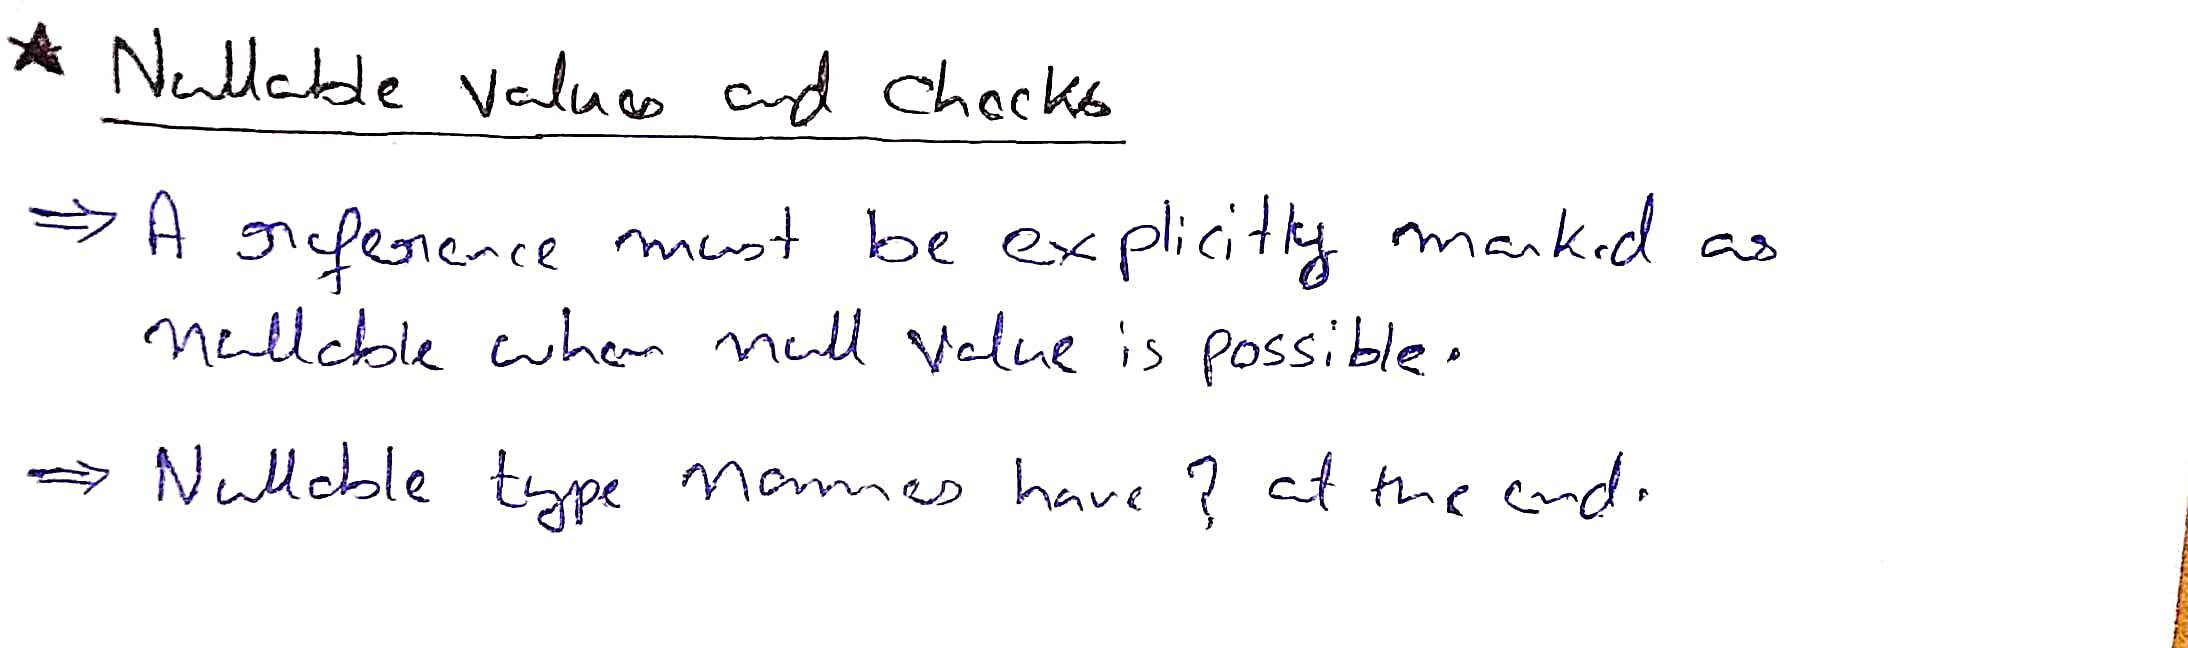 ★ Nullable values and checks
⇒ A reference must be explicitly marked as
nullable when null value is possible.
⇒ Nullable type names have ? at the end.